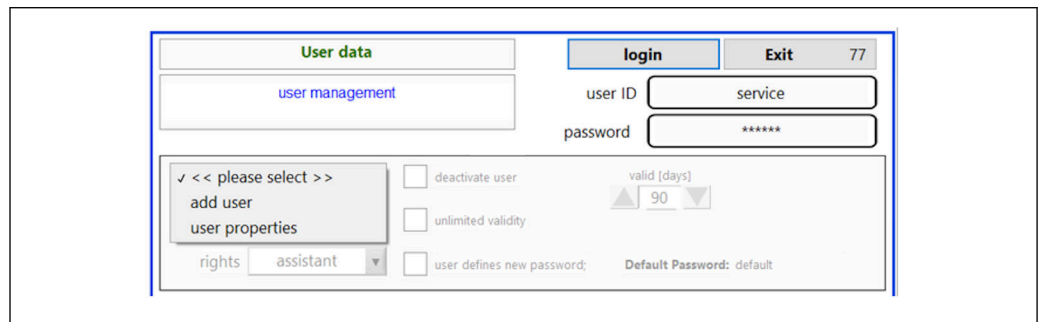 User data
login
Exit 77
user management
user ID service
password ******
✓ << please select >>
add user
user properties
deactivate user
unlimited validity
valid [days]
90
rights assistant
user defines new password;
Default Password: default